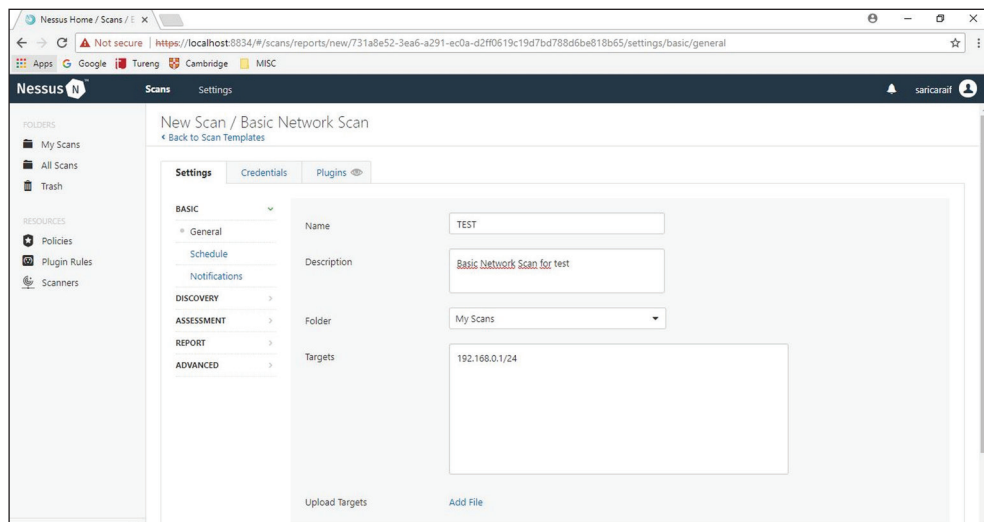 Nessus Home / Scans / E
Not secure | https://localhost:8834/#/scans/reports/new/731a8e52-3ea6-a291-ec0a-d2ff0619c19d7bd788d6be818b65/settings/basic/general
Apps G Google Tureng Cambridge MISC
Nessus N Scans Settings saricaraif
FOLDERS
My Scans
All Scans
Trash
RESOURCES
Policies
Plugin Rules
Scanners
New Scan / Basic Network Scan
Back to Scan Templates
Settings Credentials Plugins
BASIC
General
Schedule
Notifications
DISCOVERY
ASSESSMENT
REPORT
ADVANCED
Name TEST
Description Basic Network Scan for test
Folder My Scans
Targets 192.168.0.1/24
Upload Targets Add File